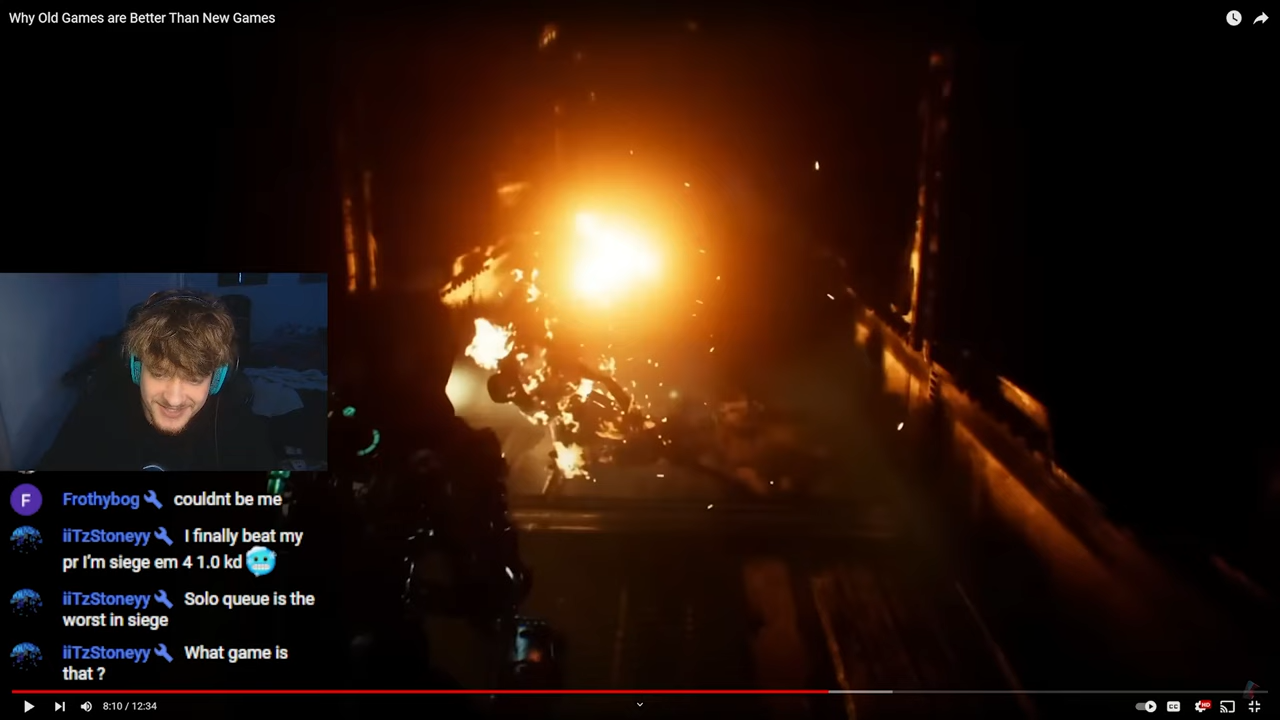 Why Old Games are Better Than New Games
F Frothybog couldnt be me
iiTzStoneyy I finally beat my
pr I'm siege em 4 1.0 kd
iiTzStoneyy Solo queue is the
worst in siege
iiTzStoneyy What game is
that ?
8:10 / 12:34
CC
HD